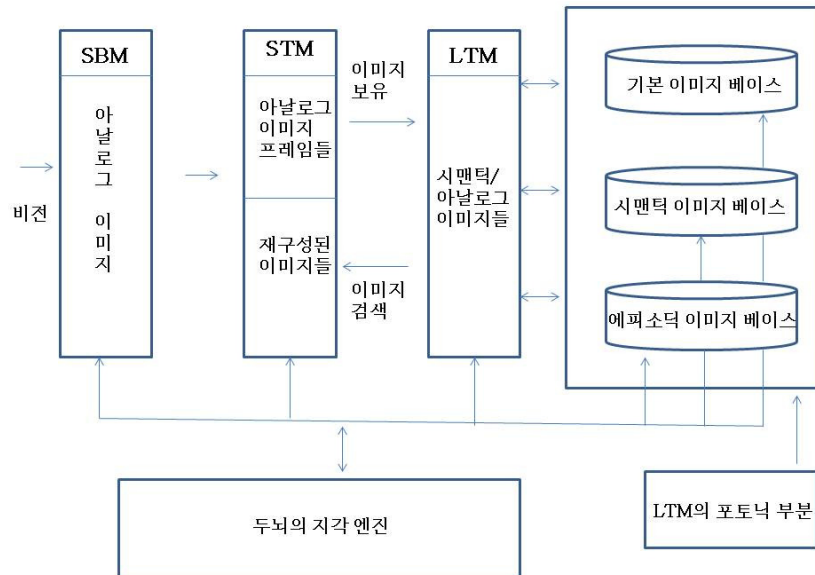 비전
SBM
아날로그 이미지
STM
아날로그
이미지
프레임들
재구성된
이미지들
이미지
보유
이미지
검색
LTM
시맨틱/
아날로그
이미지들
기본 이미지 베이스
시맨틱 이미지 베이스
에피소딕 이미지 베이스
두뇌의 지각 엔진
LTM의 포토닉 부분